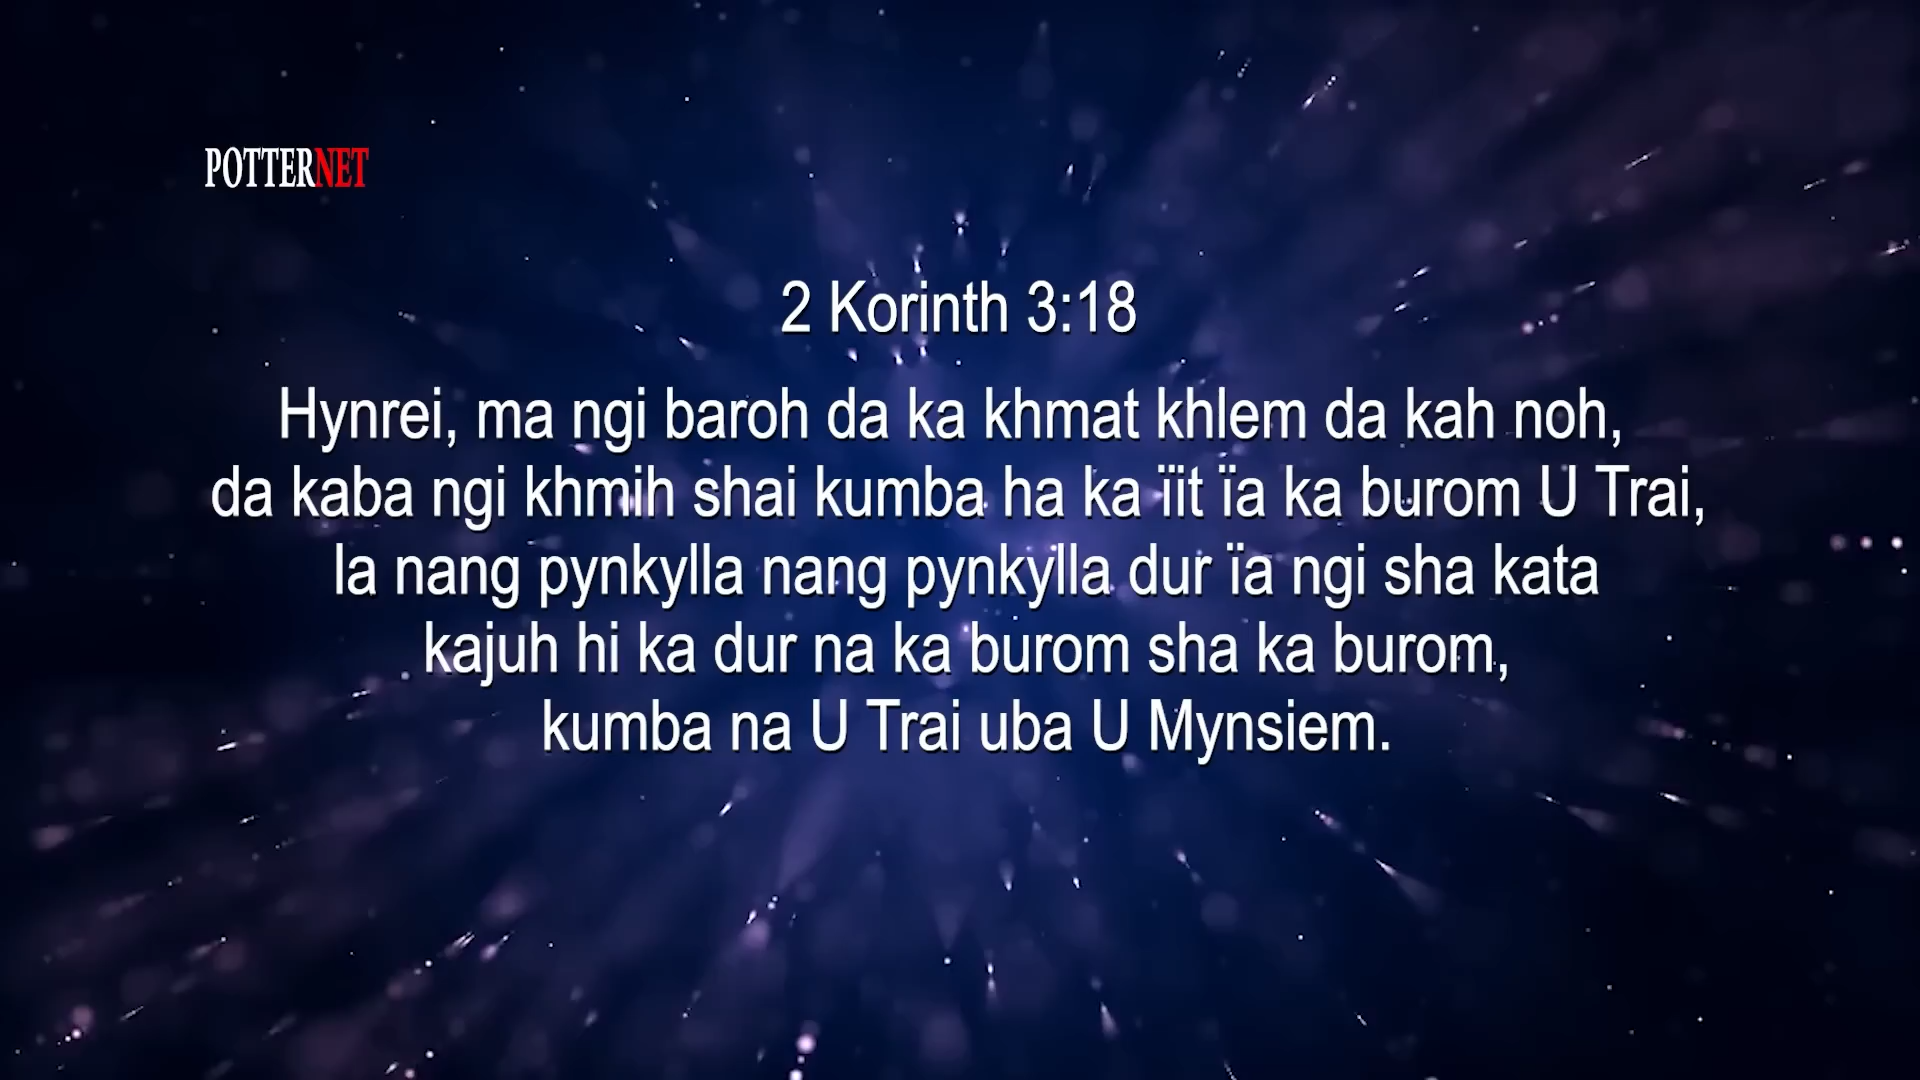 POTTERNET
2 Korinth 3:18
Hynrei, ma ngi baroh da ka khmat khlem da kah noh,
da kaba ngi khmih shai kumba ha ka ïit ïa ka burom U Trai,
la nang pynkylla nang pynkylla dur ïa ngi sha kata
kajuh hi ka dur na ka burom sha ka burom,
kumba na U Trai uba U Mynsiem.